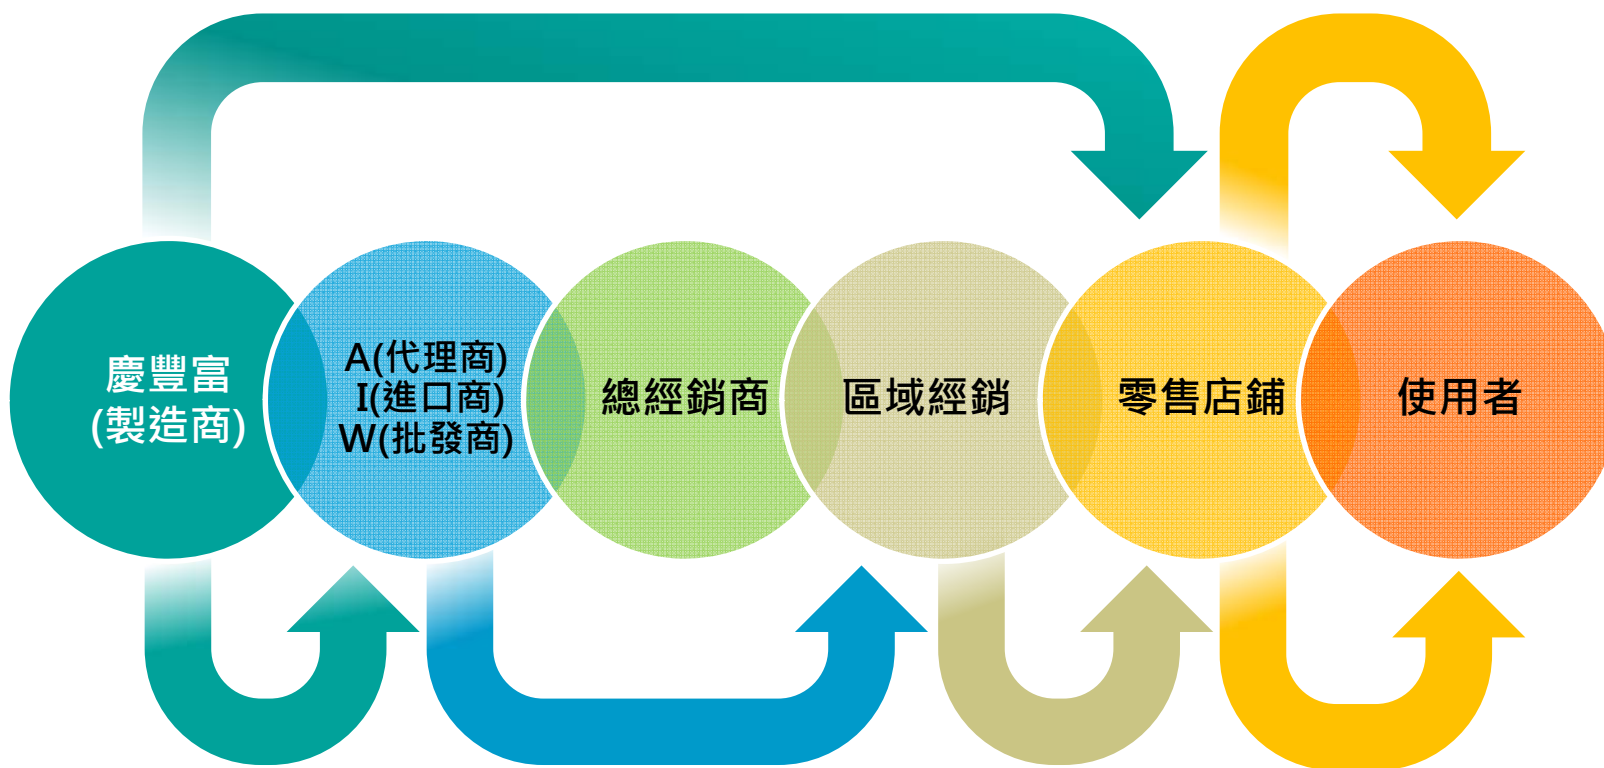 慶豐富
(製造商)
A(代理商)
I(進口商)
W(批發商)
總經銷商
區域經銷
零售店鋪
使用者